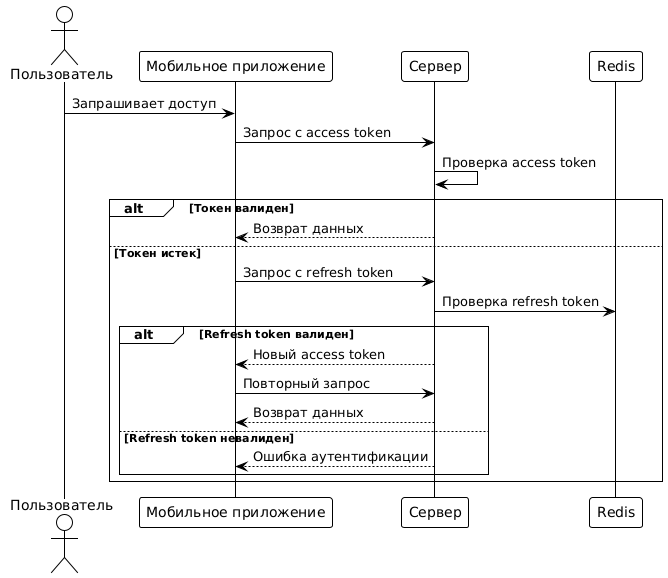 Пользователь
Мобильное приложение
Сервер
Redis
Запрашивает доступ
Запрос с access token
Проверка access token
alt
[Токен валиден]
Возврат данных
[Токен истек]
Запрос с refresh token
Проверка refresh token
alt
[Refresh token валиден]
Новый access token
Повторный запрос
Возврат данных
[Refresh token невалиден]
Ошибка аутентификации
Пользователь
Мобильное приложение
Сервер
Redis